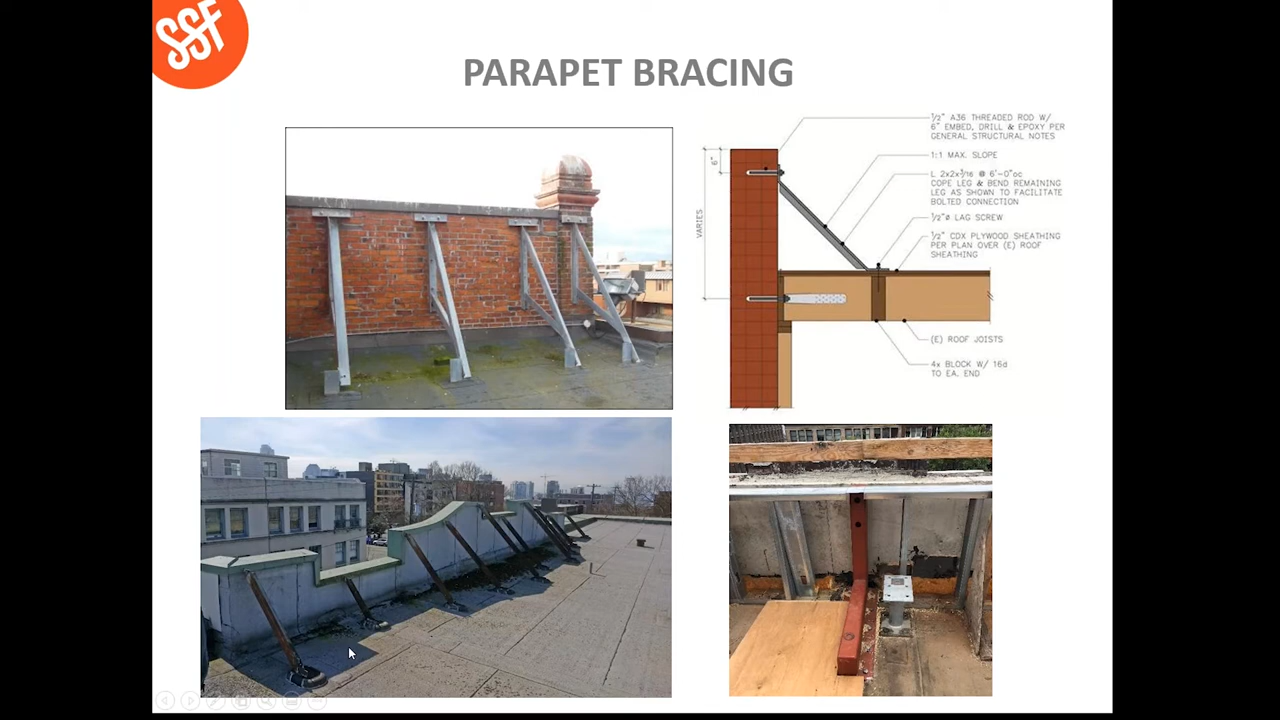 SSF
PARAPET BRACING
½" A36 THREADED ROD W/
6" EMBED, DRILL & EPOXY PER
GENERAL STRUCTURAL NOTES
1:1 MAX. SLOPE
L 2x2x3⁄16 @ 6'-0"oc
COPE LEG & BEND REMAINING
LEG AS SHOWN TO FACILITATE
BOLTED CONNECTION
½"Ø LAG SCREW
½" CDX PLYWOOD SHEATHING
PER PLAN OVER (E) ROOF
SHEATHING
6"
VARIES
(E) ROOF JOISTS
4x BLOCK W/ 16d
TO EA. END